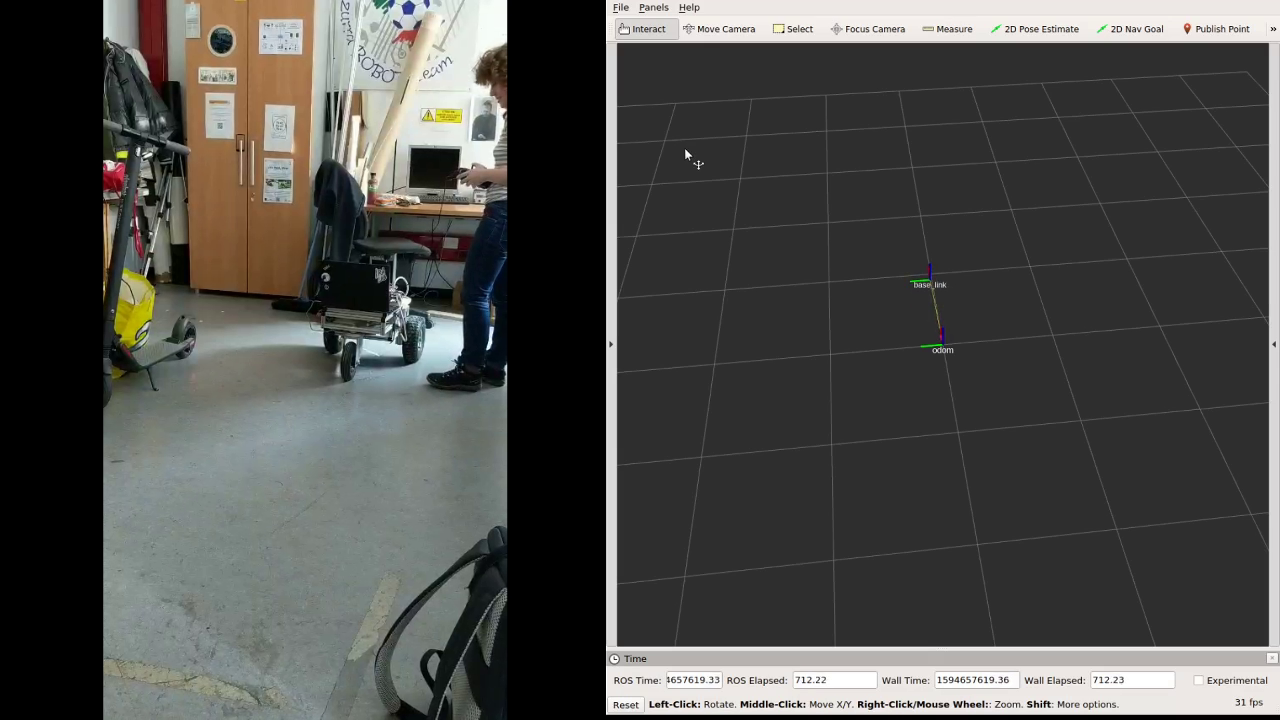 File Panels Help
Interact Move Camera Select Focus Camera Measure 2D Pose Estimate 2D Nav Goal Publish Point »
ROBO
eam
base_link
odom
Time
ROS Time: 4657619.33 ROS Elapsed: 712.22 Wall Time: 1594657619.36 Wall Elapsed: 712.23 Experimental
Reset Left-Click: Rotate. Middle-Click: Move X/Y. Right-Click/Mouse Wheel:: Zoom. Shift: More options. 31 fps